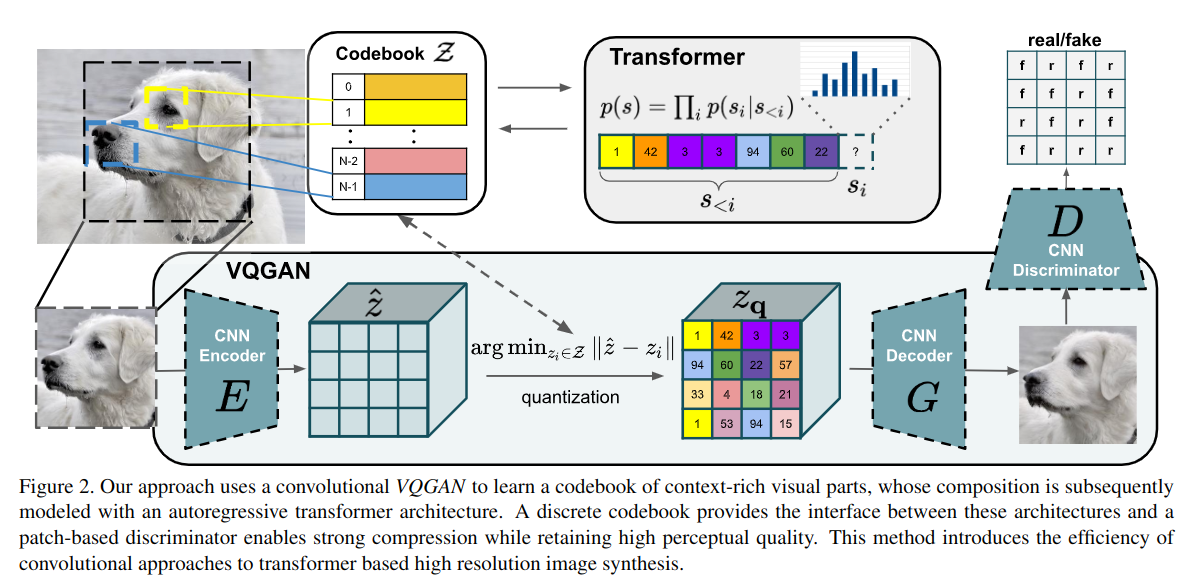 Codebook 𝒵
0
1
⋮ ⋮
N-2
N-1
Transformer
p(s) = ∏ᵢ p(sᵢ|s<ᵢ)
1 42 3 3 94 60 22 ?
s<ᵢ
sᵢ
real/fake
f r f r
f f r f
r f r f
f r r r
D
CNN
Discriminator
VQGAN
CNN
Encoder
E
ẑ
arg min_{zᵢ∈𝒵} ‖ẑ − zᵢ‖
quantization
z_q
1 42 3 3
94 60 22 57
33 4 18 21
1 53 94 15
CNN
Decoder
G
Figure 2. Our approach uses a convolutional VQGAN to learn a codebook of context-rich visual parts, whose composition is subsequently
modeled with an autoregressive transformer architecture. A discrete codebook provides the interface between these architectures and a
patch-based discriminator enables strong compression while retaining high perceptual quality. This method introduces the efficiency of
convolutional approaches to transformer based high resolution image synthesis.